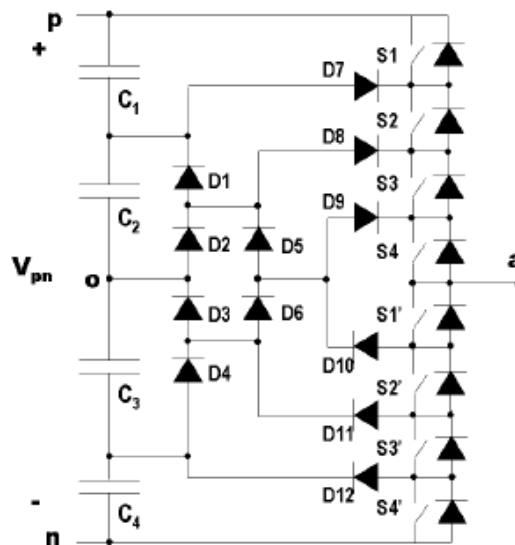 p
+
C1
S1
D7
S2
D8
D1
S3
D9
C2
D2
D5
S4
Vpn
o
a
D3
D6
S1'
D10
D4
S2'
C3
D11
S3'
D12
-
n
C4
S4'